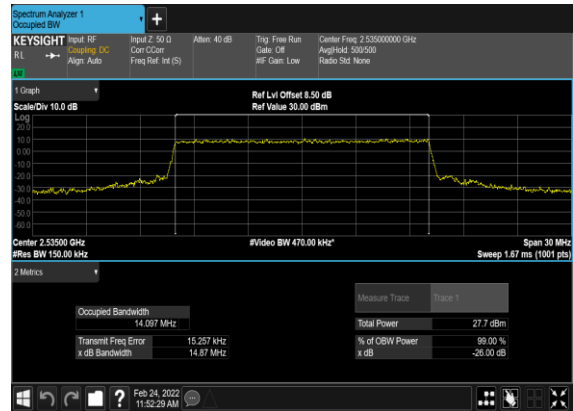 Spectrum Analyzer 1
Occupied BW
+
KEYSIGHT
RL
LW
Input: RF
Coupling: DC
Align: Auto
Input Z: 50 Ω
Corr CCorr
Freq Ref: Int (S)
Atten: 40 dB
Trig: Free Run
Gate: Off
#IF Gain: Low
Center Freq: 2.535000000 GHz
Avg|Hold: 500/500
Radio Std: None
1 Graph
Scale/Div 10.0 dB
Ref Lvl Offset 8.50 dB
Ref Value 30.00 dBm
Log
20.0
10.0
0.00
-10.0
-20.0
-30.0
-40.0
-50.0
-60.0
Center 2.53500 GHz
#Res BW 150.00 kHz
#Video BW 470.00 kHz*
Span 30 MHz
Sweep 1.67 ms (1001 pts)
2 Metrics
Measure Trace
Trace 1
Occupied Bandwidth
14.097 MHz
Total Power
27.7 dBm
Transmit Freq Error
15.257 kHz
% of OBW Power
99.00 %
x dB Bandwidth
14.87 MHz
x dB
-26.00 dB
?
Feb 24, 2022
11:52:29 AM